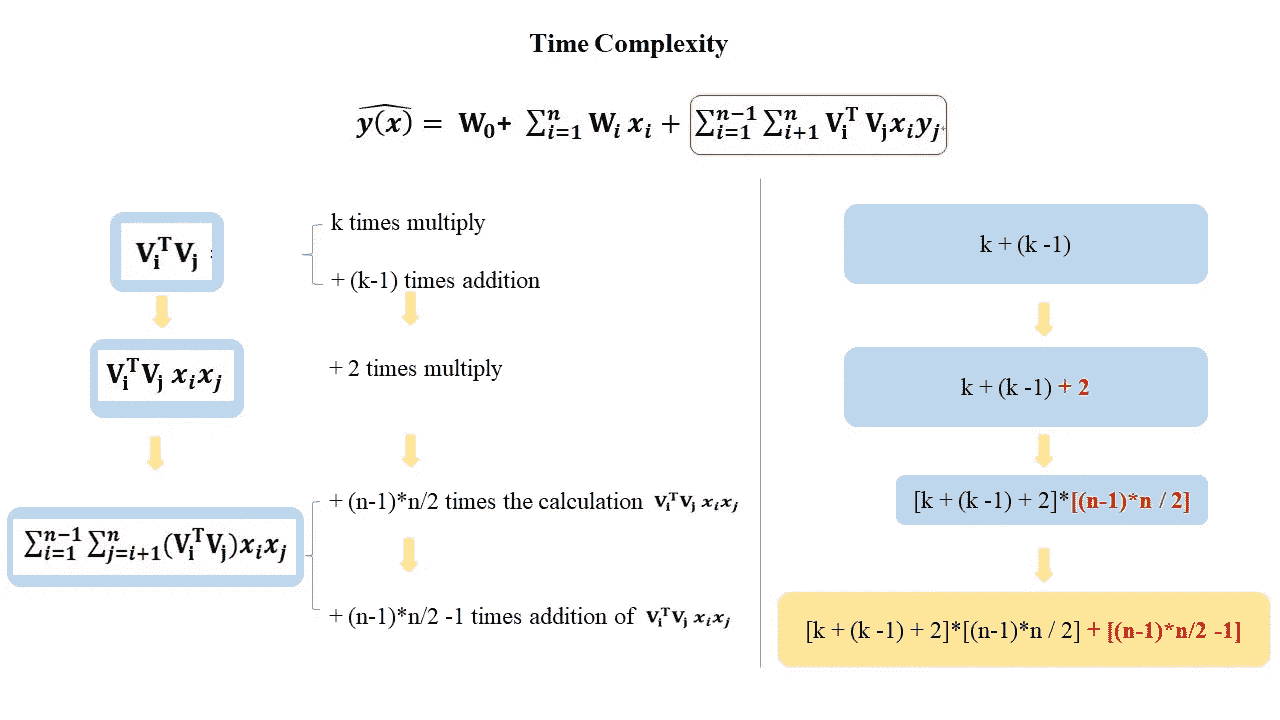 Time Complexity
$\widehat{y(x)} = W_0 + \sum_{i=1}^{n} W_i x_i + \sum_{i=1}^{n-1} \sum_{i+1}^{n} V_i^T V_j x_i y_j$
$V_i^T V_j$ :
k times multiply
+ (k-1) times addition
k + (k -1)
$V_i^T V_j x_i x_j$
+ 2 times multiply
k + (k -1) + 2
$\sum_{i=1}^{n-1} \sum_{j=i+1}^{n} (V_i^T V_j) x_i x_j$
+ (n-1)*n/2 times the calculation $V_i^T V_j x_i x_j$
+ (n-1)*n/2 -1 times addition of $V_i^T V_j x_i x_j$
[k + (k -1) + 2]*[(n-1)*n / 2]
[k + (k -1) + 2]*[(n-1)*n / 2] + [(n-1)*n/2 -1]